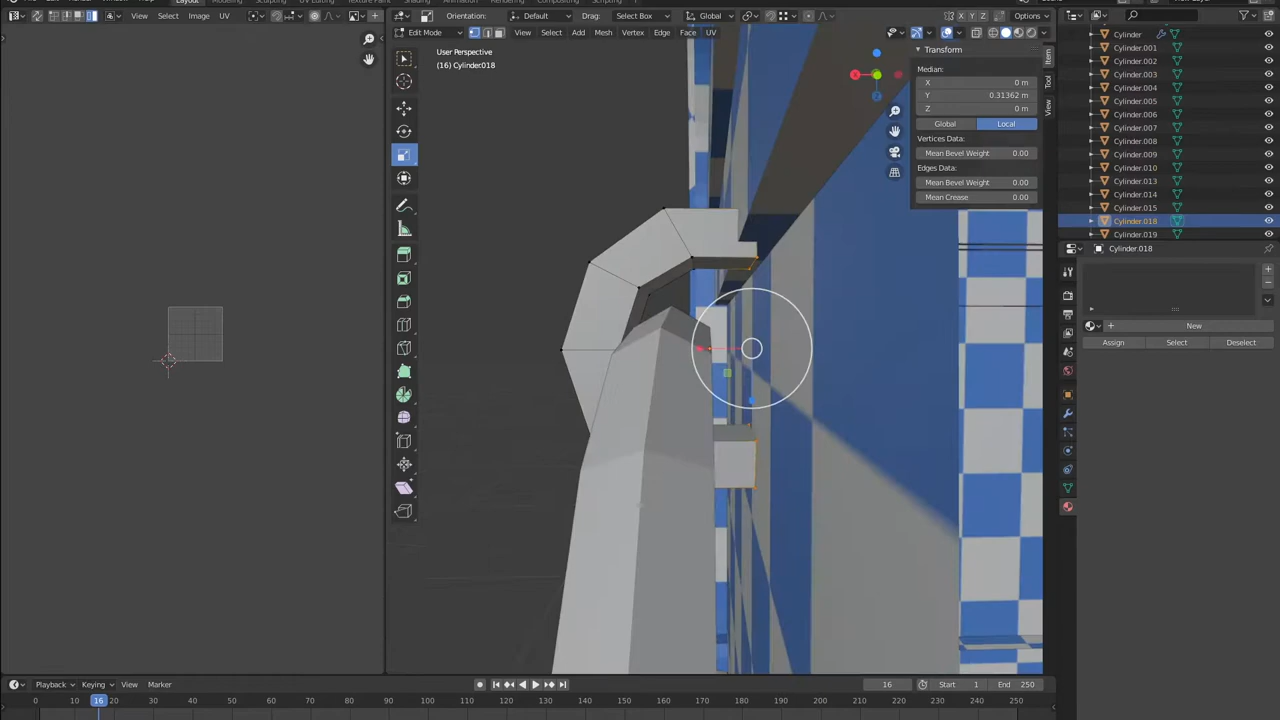 Layout
View Select Image UV
Orientation: Default Drag: Select Box Global X Y Z Options
Edit Mode View Select Add Mesh Vertex Edge Face UV
User Perspective
(16) Cylinder.018
X
Z
Transform
Median:
X 0 m
Y 0.31362 m
Z 0 m
Global Local
Vertices Data:
Mean Bevel Weight 0.00
Edges Data:
Mean Bevel Weight 0.00
Mean Crease 0.00
Item
Tool
View
Cylinder
Cylinder.001
Cylinder.002
Cylinder.003
Cylinder.004
Cylinder.005
Cylinder.006
Cylinder.007
Cylinder.008
Cylinder.009
Cylinder.010
Cylinder.013
Cylinder.014
Cylinder.015
Cylinder.018
Cylinder.019
Cylinder.018
New
Assign Select Deselect
Playback Keying View Marker 16 Start 1 End 250
0 10 16 20 30 40 50 60 70 80 90 100 110 120 130 140 150 160 170 180 190 200 210 220 230 240 250